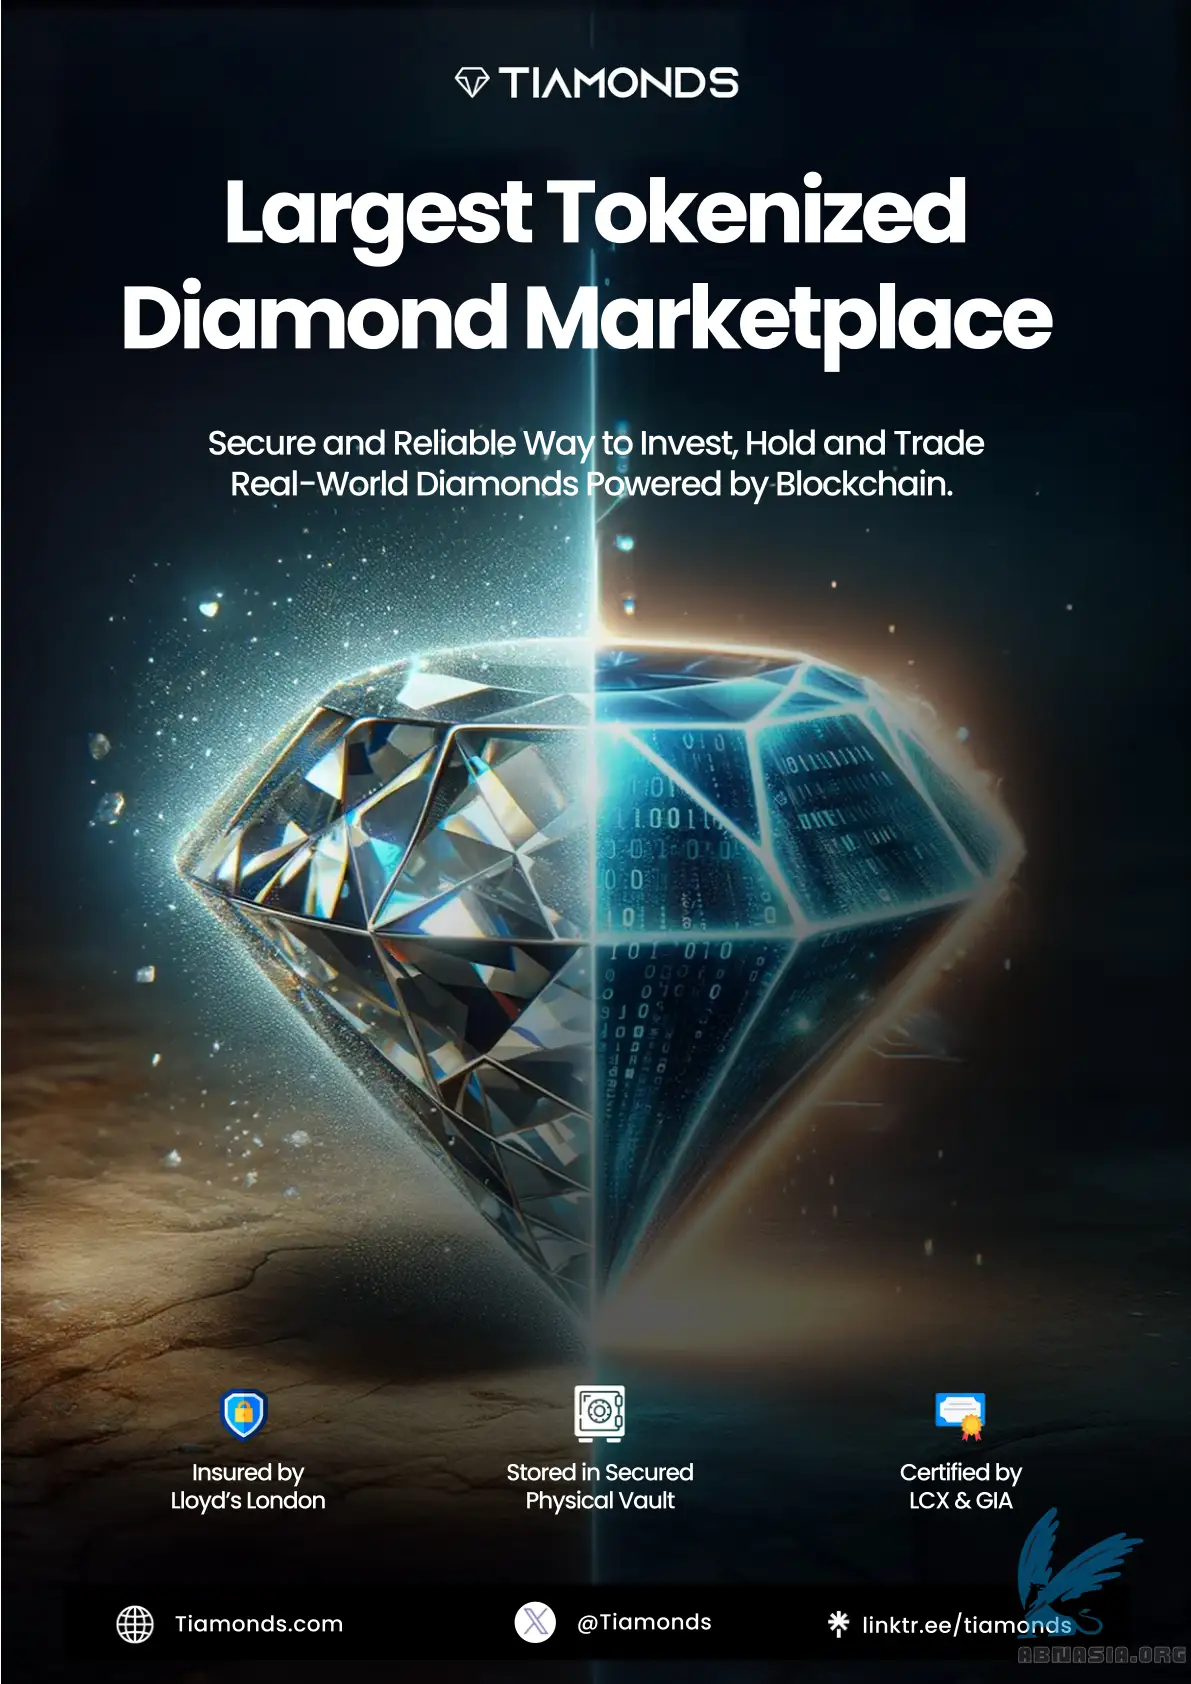 TIAMONDS
Largest Tokenized
Diamond Marketplace
Secure and Reliable Way to Invest, Hold and Trade
Real-World Diamonds Powered by Blockchain.
Insured by
Lloyd's London
Stored in Secured
Physical Vault
Certified by
LCX & GIA
Tiamonds.com
@Tiamonds
linktr.ee/tiamonds
ABNASIA.ORG